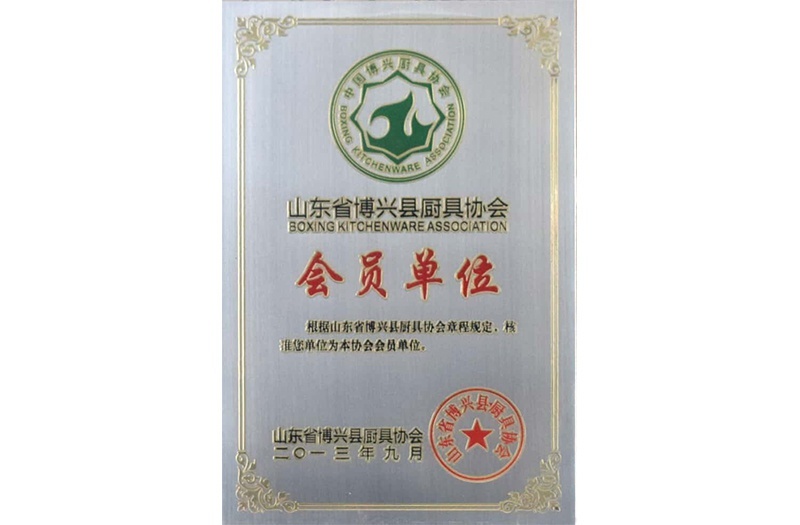 中国博兴厨具协会
BOXING KITCHENWARE ASSOCIATION
山东省博兴县厨具协会
BOXING KITCHENWARE ASSOCIATION
会员单位
根据山东省博兴县厨具协会章程规定，核
准您单位为本协会会员单位。
山东省博兴县厨具协会
二〇一三年九月
山东省博兴县厨具协会